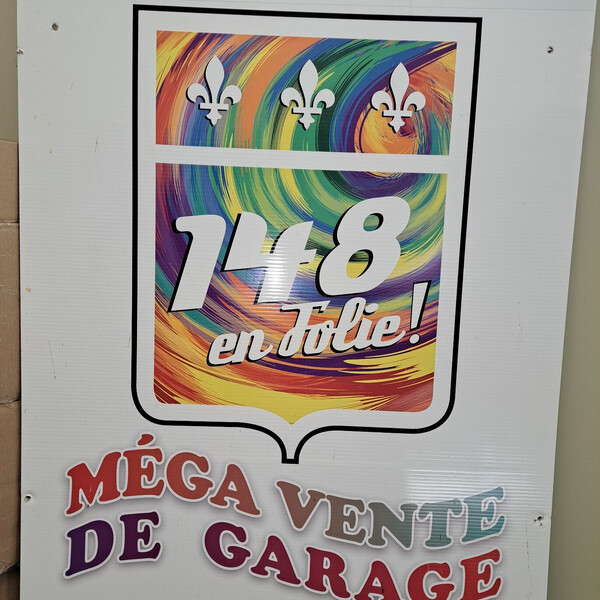 148
en Folie!
MÉGA VENTE
DE GARAGE